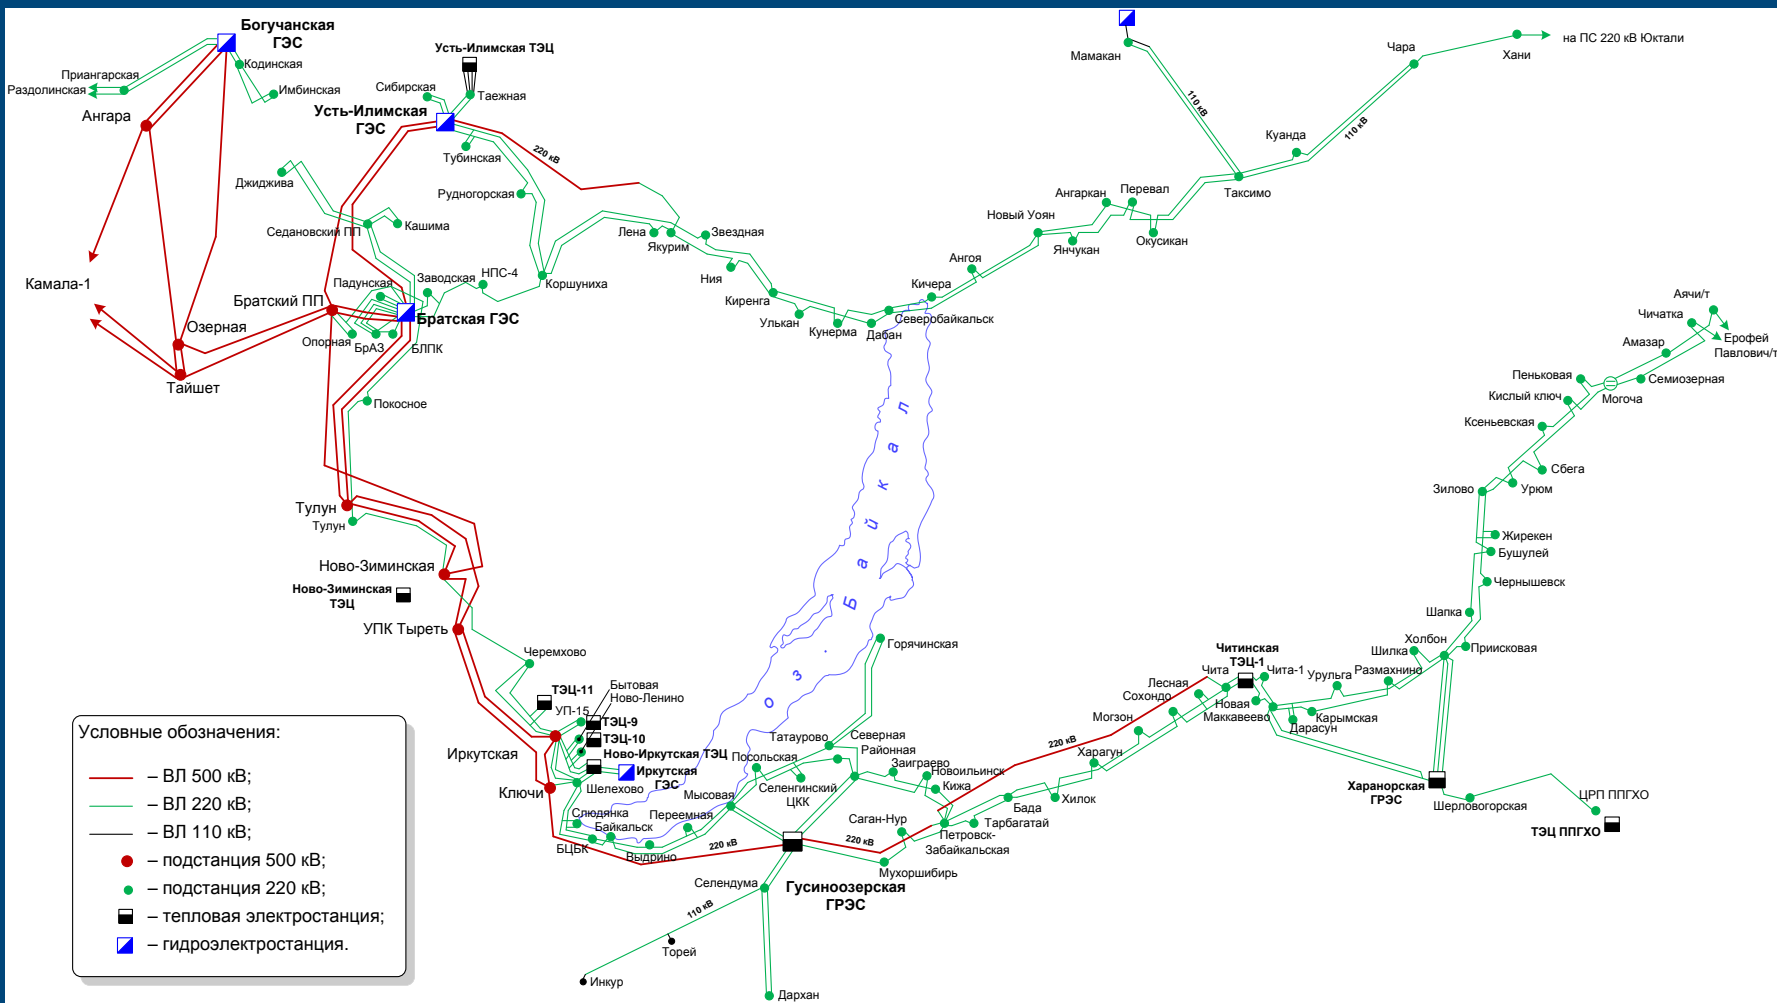 Богучанская
ГЭС
Кодинская
Приангарская
Раздолинская
Имбинская
Ангара
Усть-Илимская ТЭЦ
Сибирская
Таежная
Усть-Илимская
ГЭС
Тубинская
220 кВ
Джиджива
Рудногорская
Седановский ПП
Кашима
Лена
Якурим
Звездная
Ния
Коршуниха
НПС-4
Заводская
Падунская
Камала-1
Братский ПП
Братская ГЭС
Озерная
Опорная
БрАЗ
БЛПК
Тайшет
Покосное
Киренга
Улькан
Кунерма
Дабан
Северобайкальск
Кичера
Ангоя
Новый Уоян
Янчукан
Ангаркан
Перевал
Окусикан
Таксимо
Куанда
Мамакан
110 кВ
110 кВ
Чара
Хани
на ПС 220 кВ Юктали
Аячи/т
Чичатка
Ерофей
Павлович/т
Амазар
Семиозерная
Могоча
Пеньковая
Кислый ключ
Ксеньевская
Сбега
Урюм
Зилово
Жирекен
Бушулей
Чернышевск
Шапка
Холбон
Приисковая
Шилка
Размахнино
Урульга
Карымская
Дарасун
Маккавеево
Новая
Чита-1
Читинская
ТЭЦ-1
Чита
Лесная
Сохондо
Могзон
Харагун
Хилок
Бада
Тарбагатай
Петровск-
Забайкальская
220 кВ
Харанорская
ГРЭС
Шерловогорская
ЦРП ППГХО
ТЭЦ ППГХО
Тулун
Тулун
Ново-Зиминская
Ново-Зиминская
ТЭЦ
УПК Тыреть
Черемхово
ТЭЦ-11
УП-15
Бытовая
Ново-Ленино
ТЭЦ-9
ТЭЦ-10
Иркутская
Ново-Иркутская ТЭЦ
Иркутская
ГЭС
Ключи
Шелехово
Слюдянка
Байкальск
БЦБК
Выдрино
Переемная
Мысовая
Посольская
Селенгинский
ЦКК
Татаурово
Северная
Районная
Горячинская
Заиграево
Новоильинск
Кижа
Саган-Нур
Мухоршибирь
220 кВ
220 кВ
Гусиноозерская
ГРЭС
Селендума
110 кВ
Торей
Инкур
Дархан
оз. Байкал
Условные обозначения:
– ВЛ 500 кВ;
– ВЛ 220 кВ;
– ВЛ 110 кВ;
– подстанция 500 кВ;
– подстанция 220 кВ;
– тепловая электростанция;
– гидроэлектростанция.